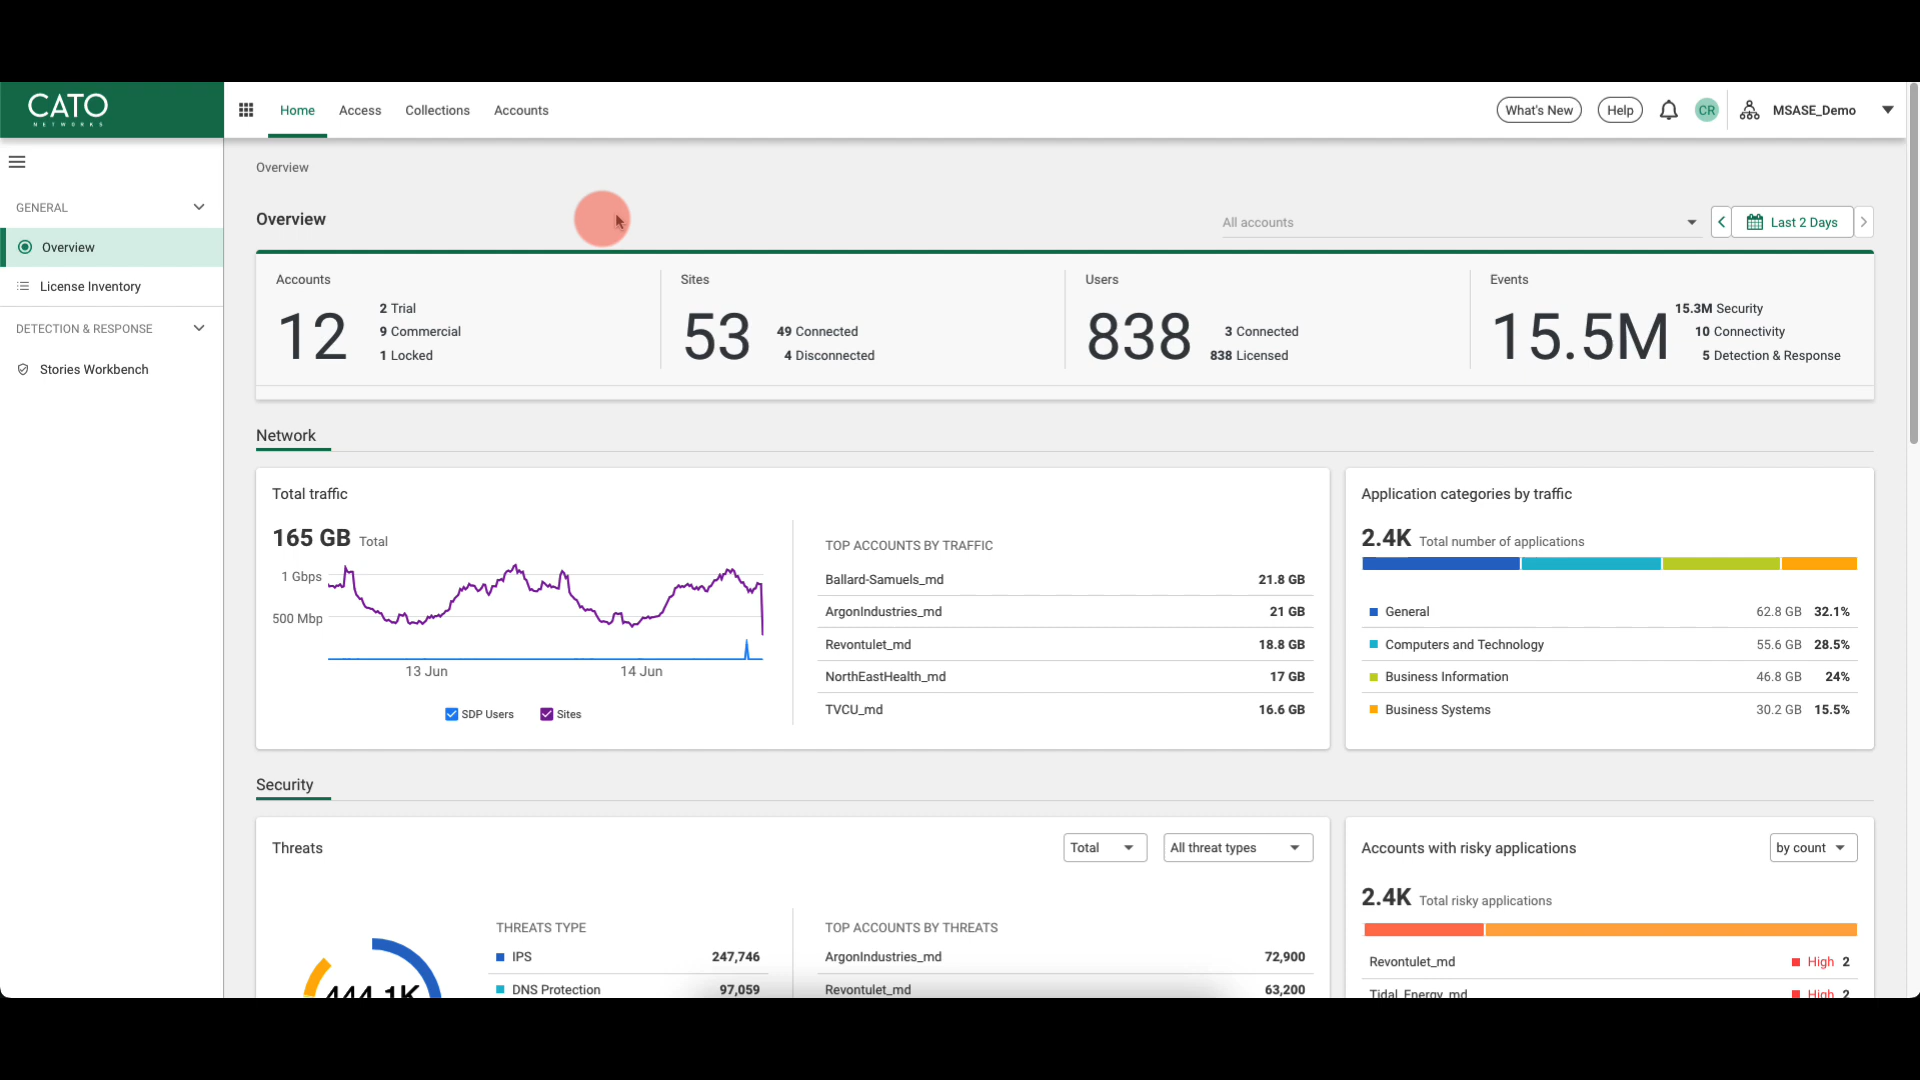 CATO
NETWORKS
Home
Access
Collections
Accounts
What's New
Help
CR
MSASE_Demo
GENERAL
Overview
License Inventory
DETECTION & RESPONSE
Stories Workbench
Overview
Overview
All accounts
Last 2 Days
Accounts
12
2 Trial
9 Commercial
1 Locked
Sites
53
49 Connected
4 Disconnected
Users
838
3 Connected
838 Licensed
Events
15.5M
15.3M Security
10 Connectivity
5 Detection & Response
Network
Total traffic
165 GB Total
1 Gbps
500 Mbp
13 Jun
14 Jun
SDP Users
Sites
TOP ACCOUNTS BY TRAFFIC
Ballard-Samuels_md 21.8 GB
ArgonIndustries_md 21 GB
Revontulet_md 18.8 GB
NorthEastHealth_md 17 GB
TVCU_md 16.6 GB
Application categories by traffic
2.4K Total number of applications
General 62.8 GB 32.1%
Computers and Technology 55.6 GB 28.5%
Business Information 46.8 GB 24%
Business Systems 30.2 GB 15.5%
Security
Threats
Total
All threat types
444.1K
THREATS TYPE
IPS 247,746
DNS Protection 97,059
TOP ACCOUNTS BY THREATS
ArgonIndustries_md 72,900
Revontulet_md 63,200
Accounts with risky applications
by count
2.4K Total risky applications
Revontulet_md High 2
Tidal_Energy_md High 2